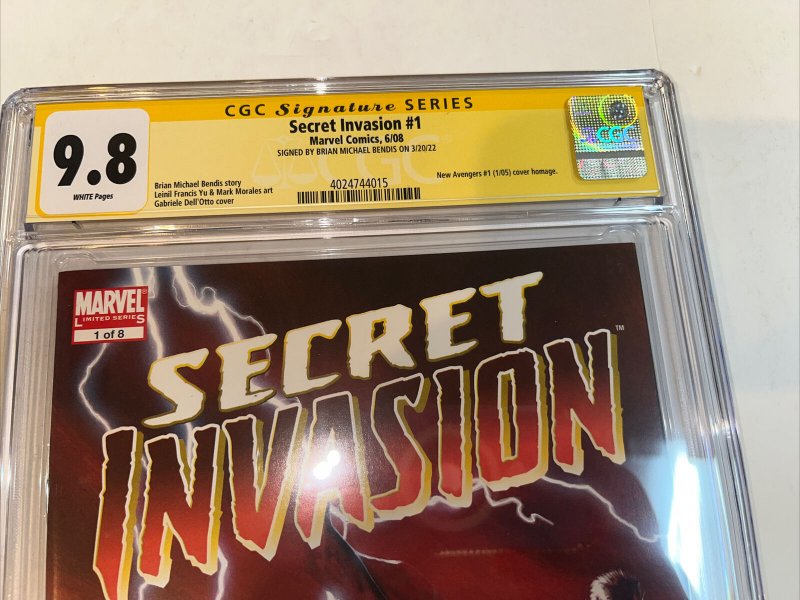 CGC Signature SERIES
9.8
WHITE Pages
Secret Invasion #1
Marvel Comics, 6/08
SIGNED BY BRIAN MICHAEL BENDIS ON 3/20/22
Brian Michael Bendis story
Leinil Francis Yu & Mark Morales art
Gabriele Dell'Otto cover
4024744015
New Avengers #1 (1/05) cover homage.
CGC
CGC
MARVEL®
LIMITED SERIES
L S
1 of 8
SECRET
INVASION™